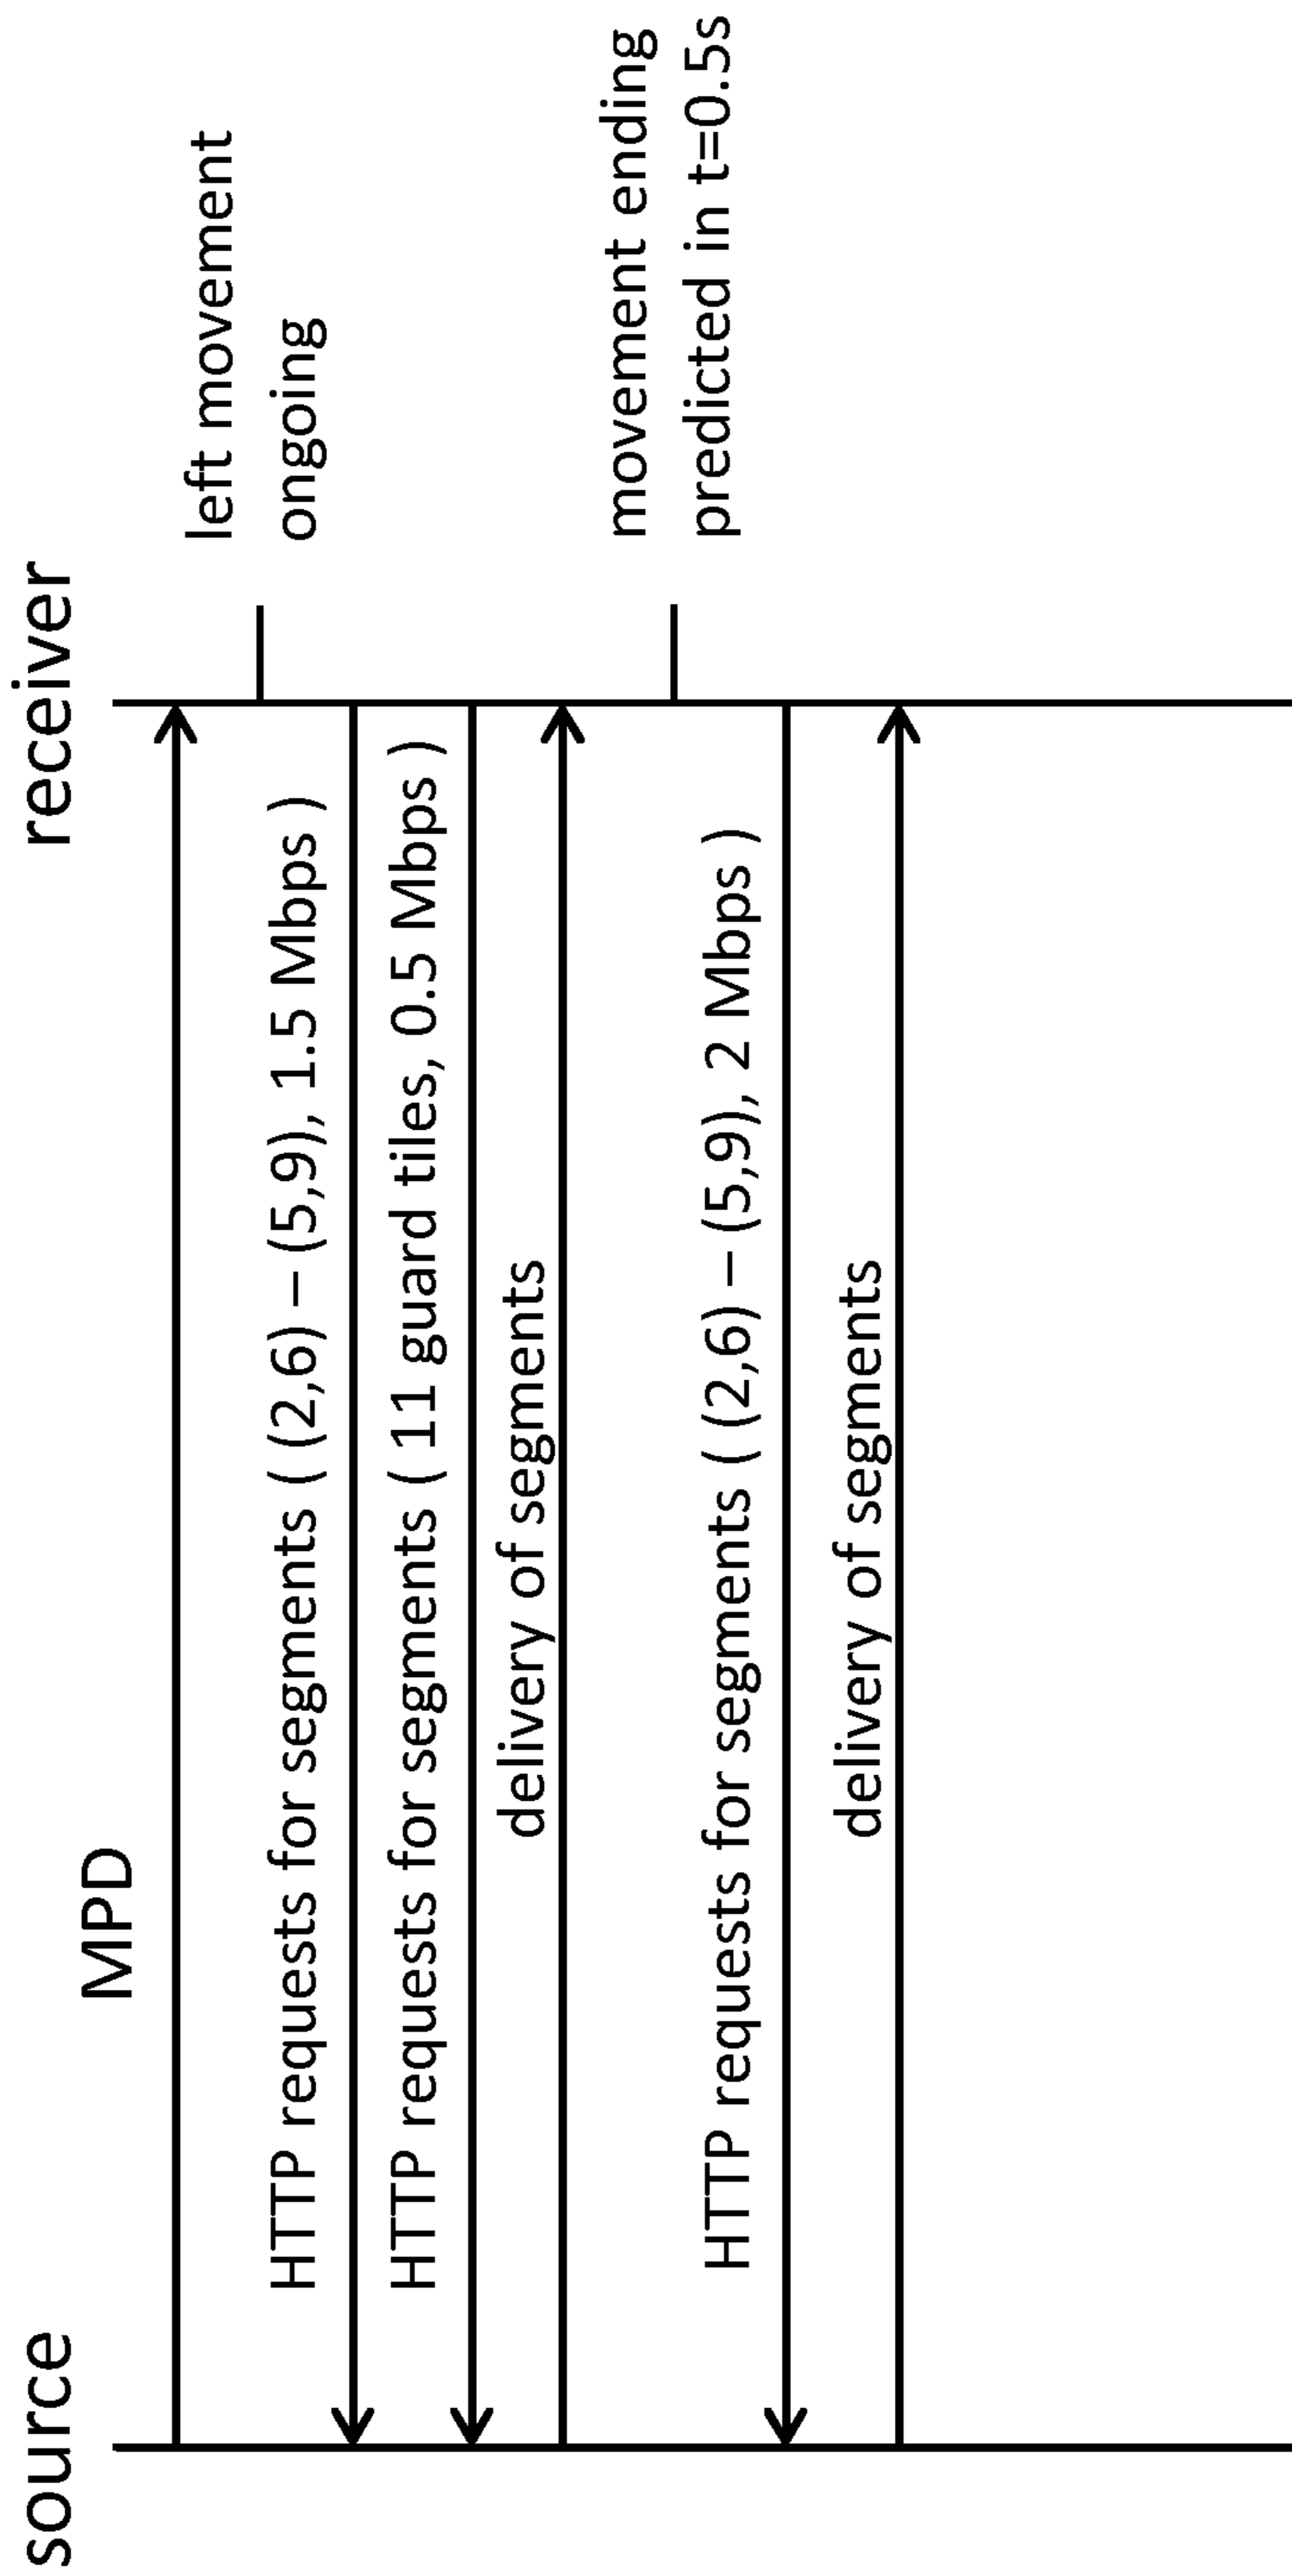 source
receiver
MPD
left movement
ongoing
HTTP requests for segments ( (2,6) – (5,9), 1.5 Mbps )
HTTP requests for segments ( 11 guard tiles, 0.5 Mbps )
delivery of segments
movement ending
predicted in t=0.5s
HTTP requests for segments ( (2,6) – (5,9), 2 Mbps )
delivery of segments